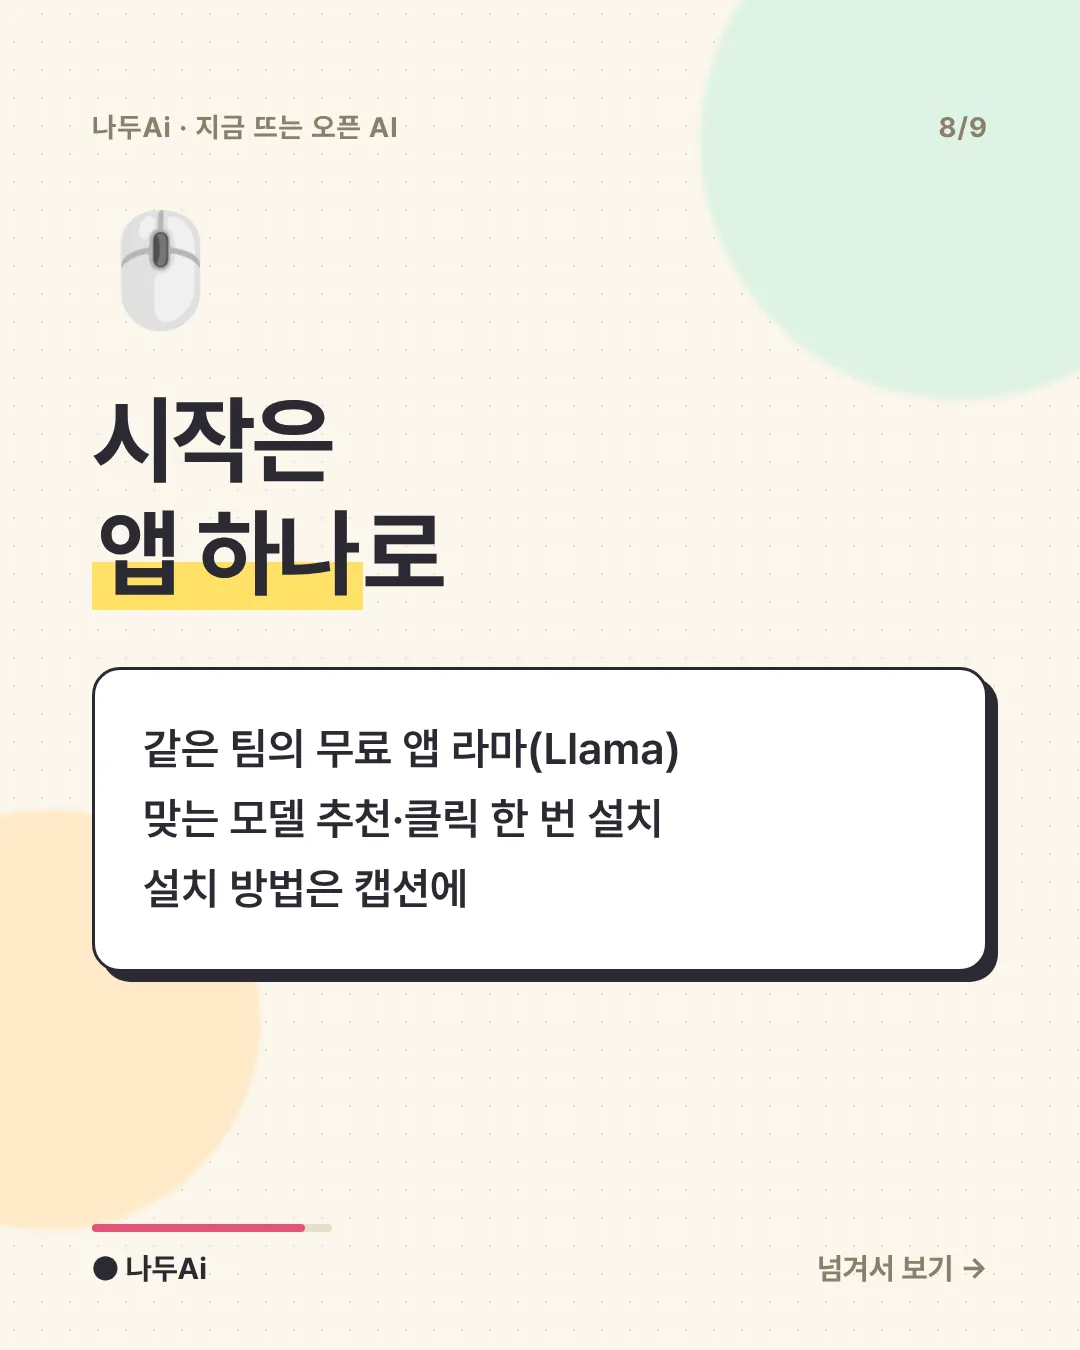 나두Ai · 지금 뜨는 오픈 AI
8/9
시작은
앱 하나로
같은 팀의 무료 앱 라마(Llama)
맞는 모델 추천·클릭 한 번 설치
설치 방법은 캡션에
나두Ai
넘겨서 보기 →